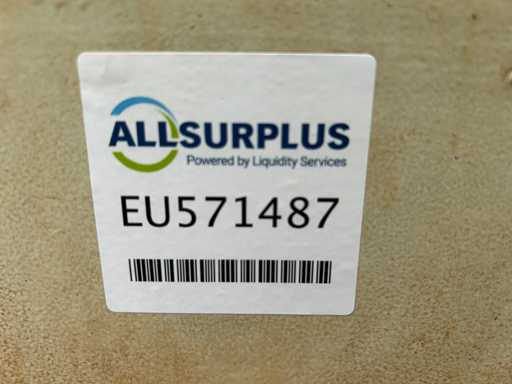 ALLSURPLUS
Powered by Liquidity Services
EU571487